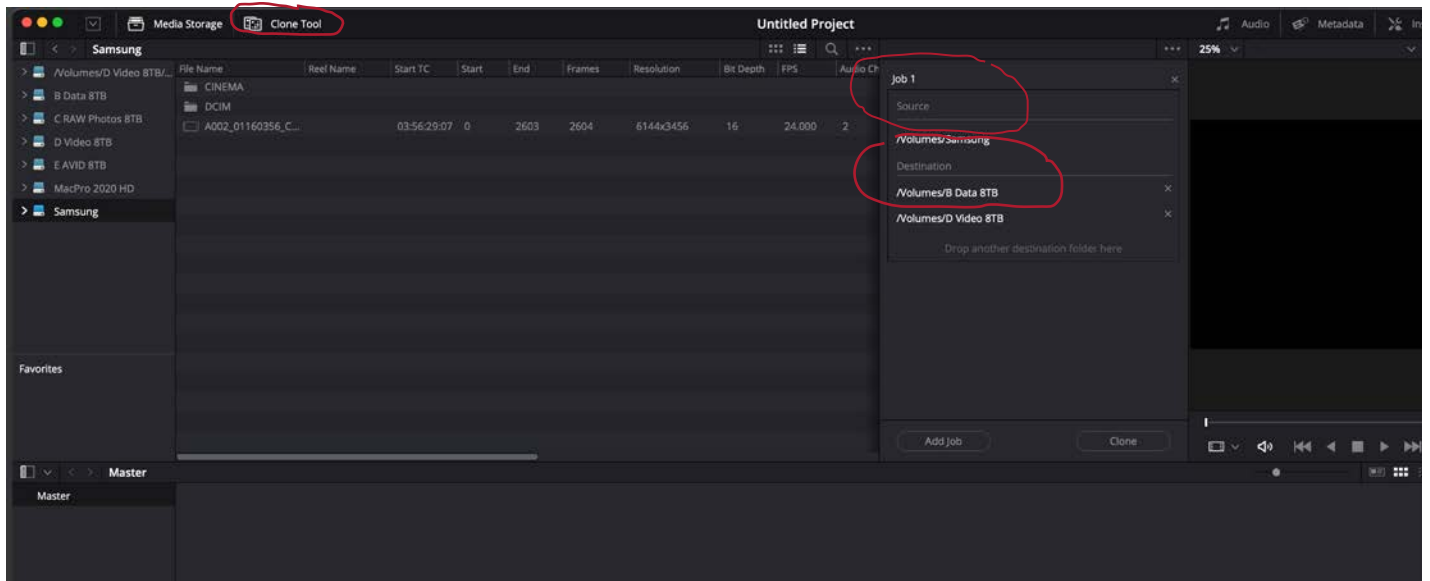 Media Storage Clone Tool Untitled Project Audio Metadata
Samsung 25%
/Volumes/D Video 8TB/...
B Data 8TB
C RAW Photos 8TB
D Video 8TB
E AVID 8TB
MacPro 2020 HD
Samsung
File Name Reel Name Start TC Start End Frames Resolution Bit Depth FPS Audio Ch
CINEMA
DCIM
A002_01160356_C... 03:56:29:07 0 2603 2604 6144x3456 16 24.000 2
Job 1
Source
/Volumes/Samsung
Destination
/Volumes/B Data 8TB
/Volumes/D Video 8TB
Drop another destination folder here
Add Job Clone
Favorites
Master
Master